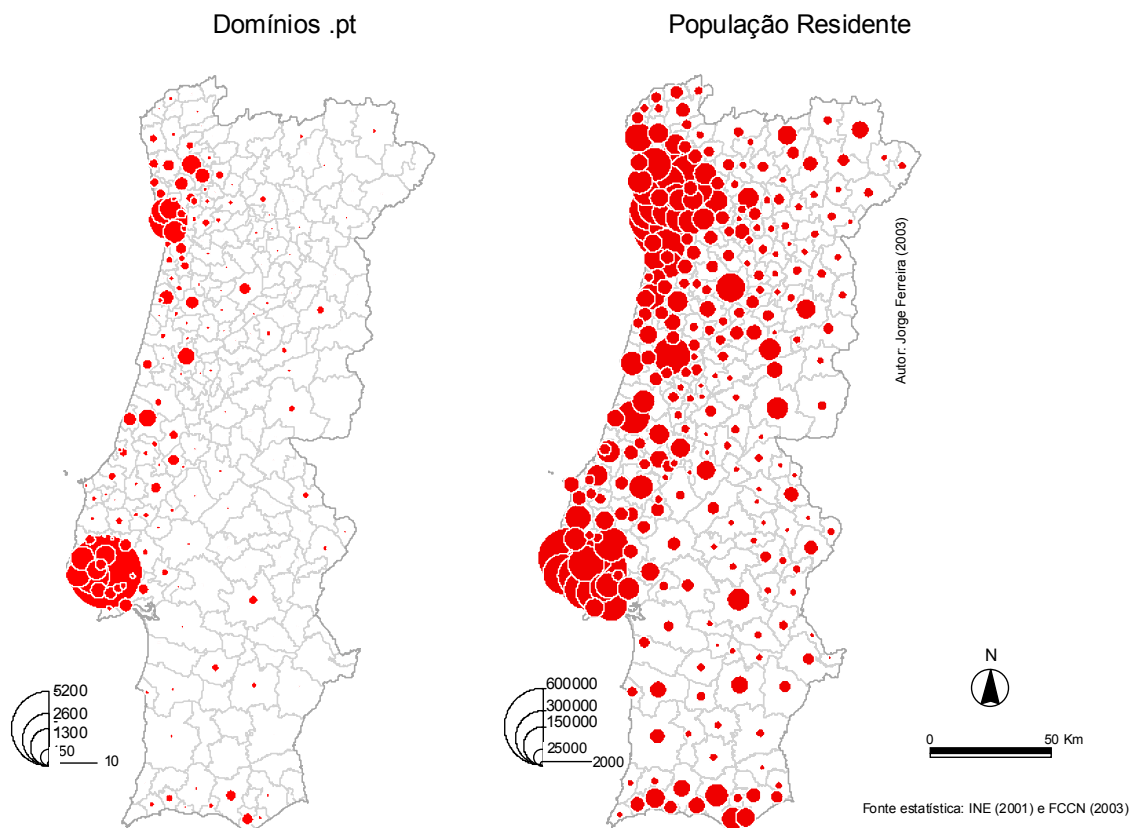 Domínios .pt
População Residente
Autor: Jorge Ferreira (2003)
5200
2600
1300
50
10
600000
300000
150000
25000
2000
N
0 50 Km
Fonte estatística: INE (2001) e FCCN (2003)